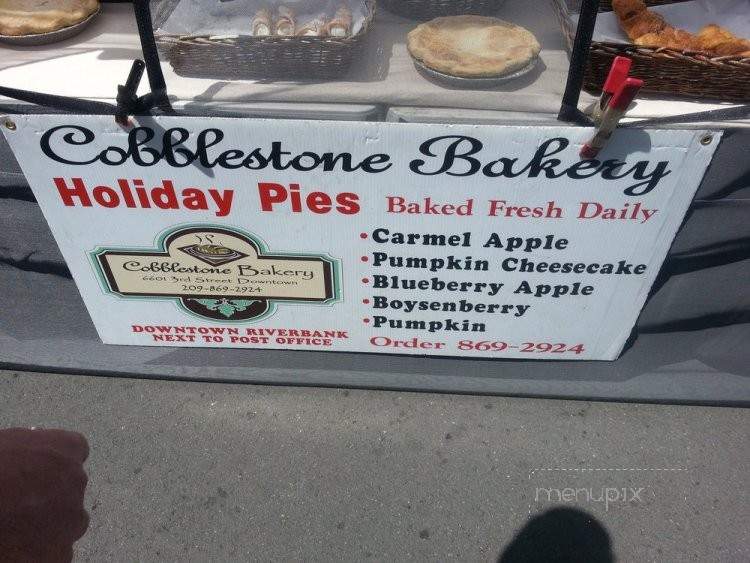 Cobblestone Bakery
Holiday Pies Baked Fresh Daily
Cobblestone Bakery
6601 3rd Street Downtown
209-869-2924
DOWNTOWN RIVERBANK
NEXT TO POST OFFICE
•Carmel Apple
•Pumpkin Cheesecake
•Blueberry Apple
•Boysenberry
•Pumpkin
Order 869-2924
menupix